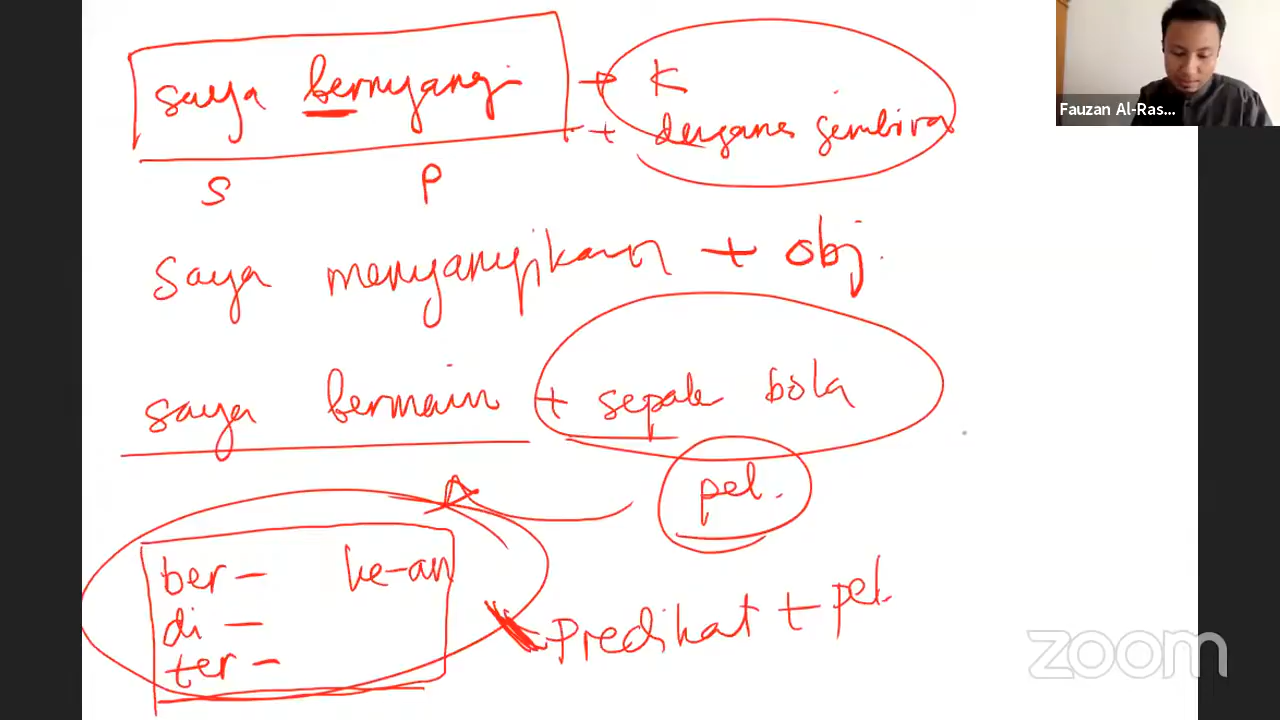 saya bernyanyi + K
+ dengan gembira
S P
saya menyanyikan + obj.
saya bermain + sepak bola
pel.
ber- ke-an
di-
ter-
Predikat + pel.
Fauzan Al-Ras...
zoom